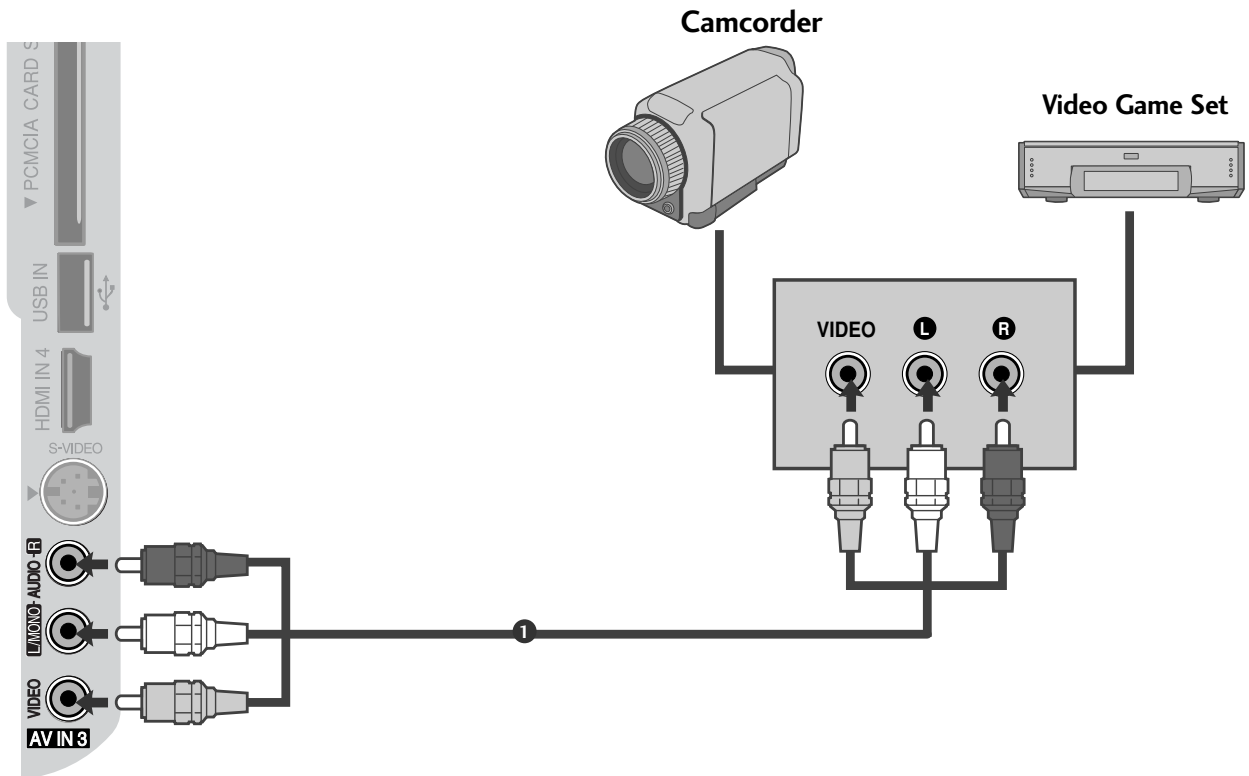 Camcorder
Video Game Set
▼ PCMCIA CARD
USB IN
HDMI IN 4
S-VIDEO
L/MONO- AUDIO -R
VIDEO
AV IN 3
VIDEO
L
R
1